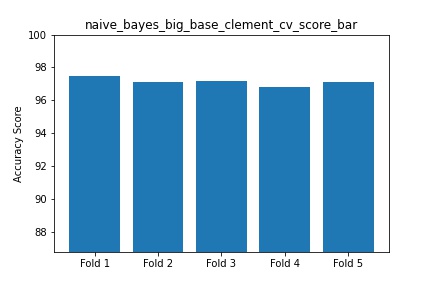 naive_bayes_big_base_clement_cv_score_bar
Accuracy Score
100
98
96
94
92
90
88
Fold 1 Fold 2 Fold 3 Fold 4 Fold 5